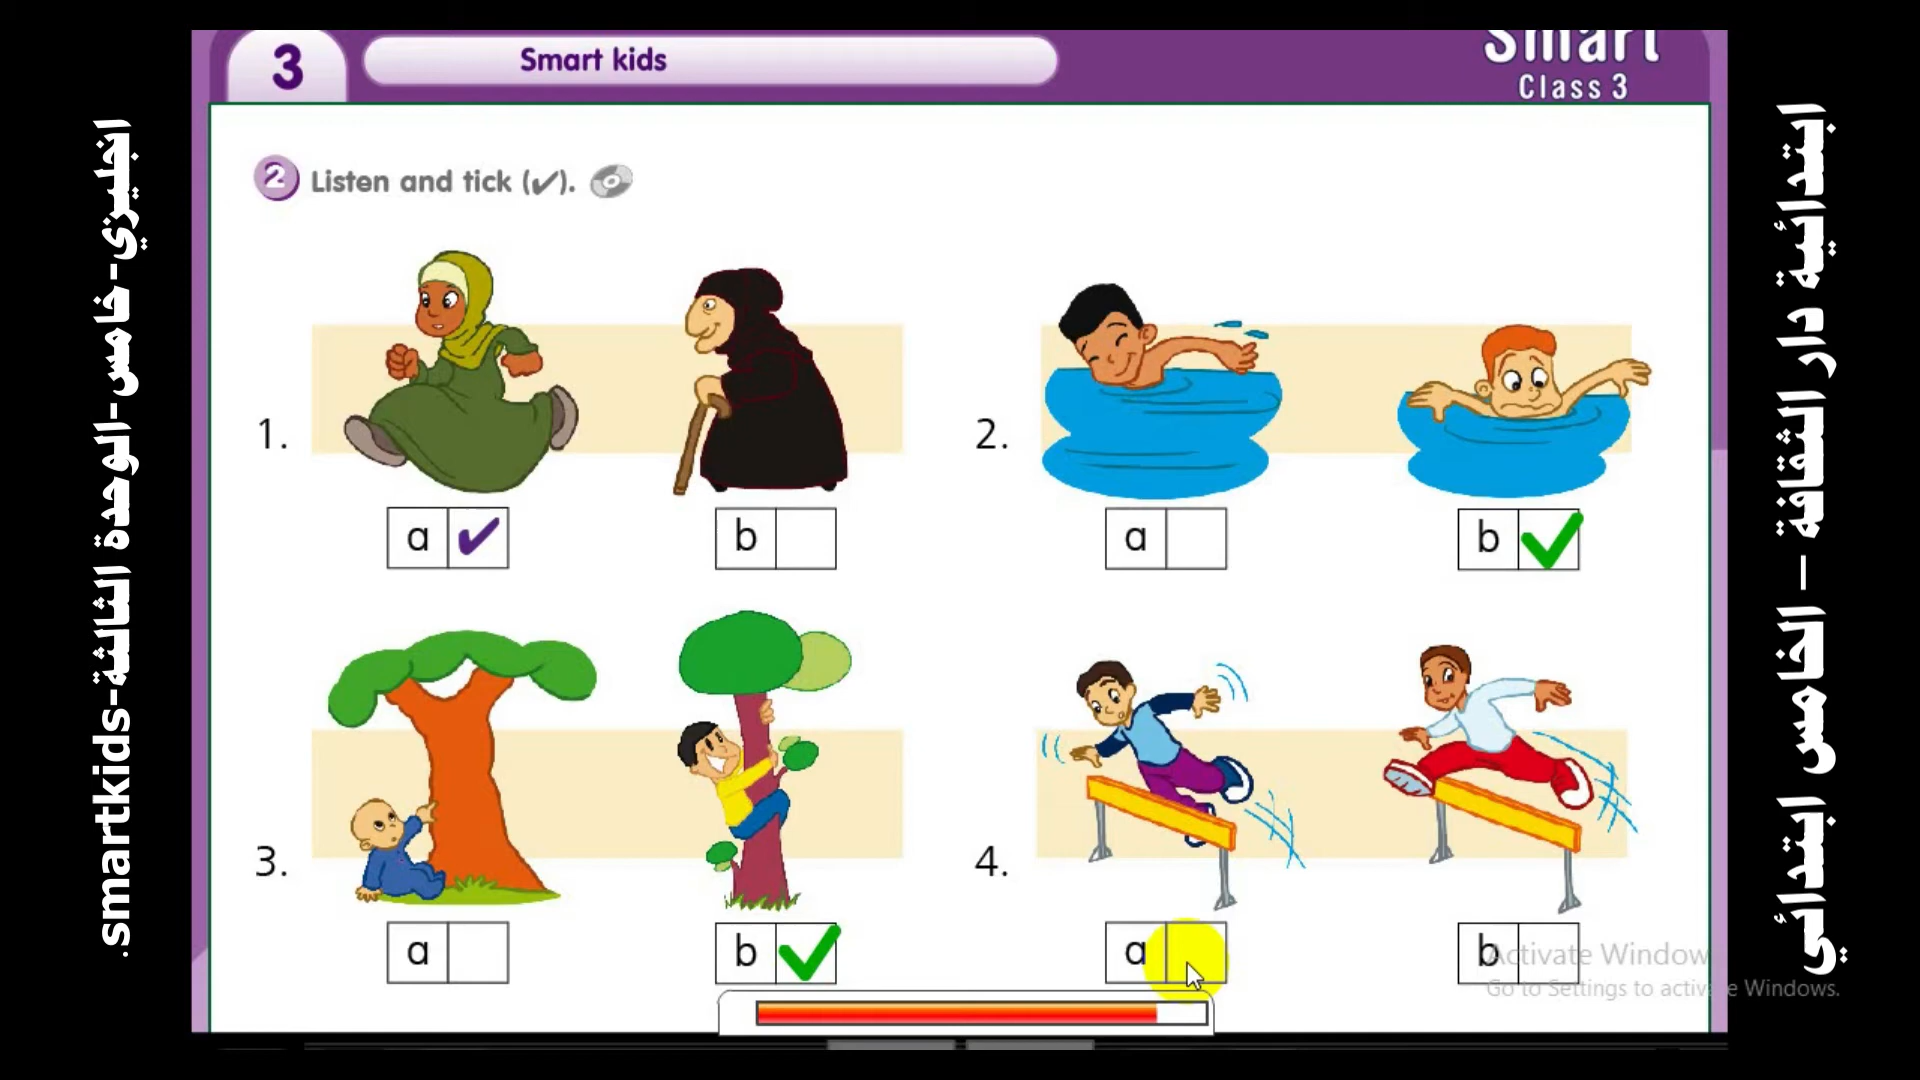 3
Smart kids
Smart
Class 3
2 Listen and tick (✓).
1.
a ✓
b
2.
a
b ✓
3.
a
b ✓
4.
a
b
Activate Window
Go to Settings to activate Windows.
انجليزي-خامس-الوحدة الثالثة-smartkids.
ابتدائية دار الثقافة – الخامس ابتدائي